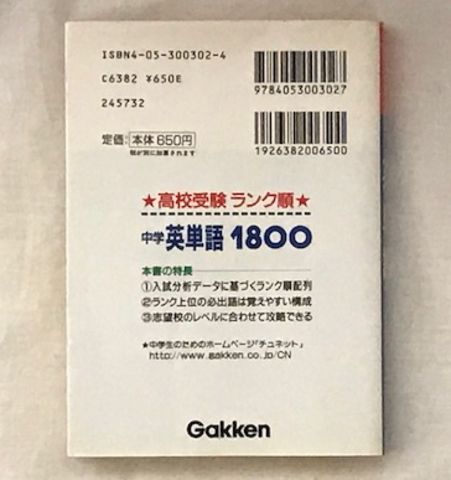 ISBN4-05-300302-4
C6382 ¥650E
245732
9784053003027
定価：本体650円
税が別に加算されます
1926382006500
★高校受験 ランク順★
中学 英単語 1800
本書の特長
①入試分析データに基づくランク順配列
②ランク上位の必出語は覚えやすい構成
③志望校のレベルに合わせて攻略できる
★中学生のためのホームページ「チュネット」
http://www.gakken.co.jp/CN
Gakken